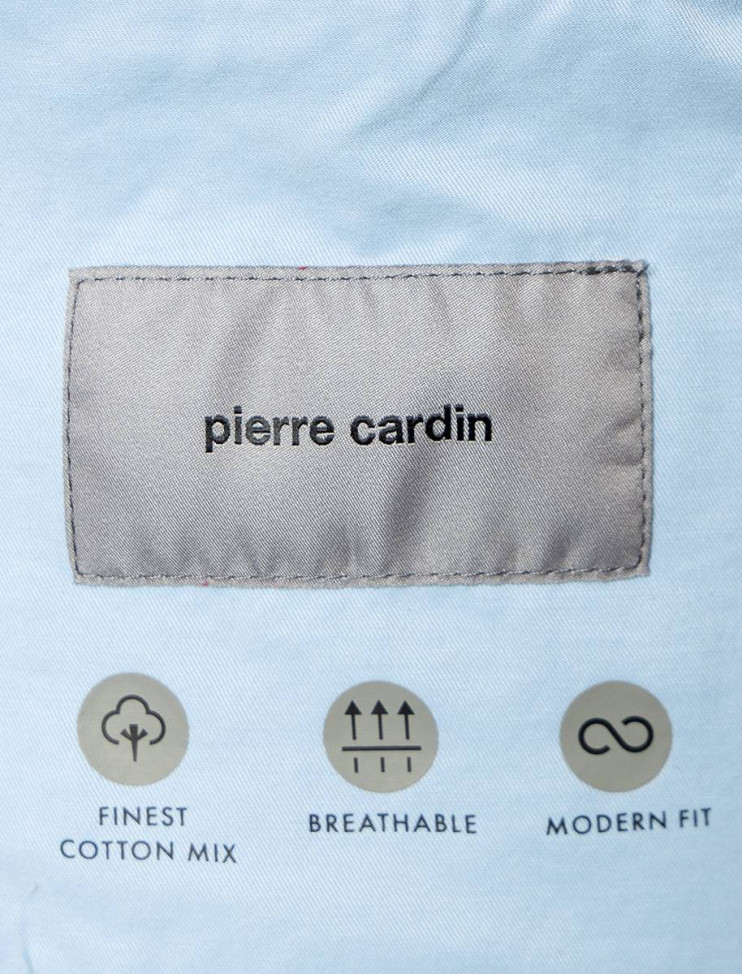 pierre cardin
FINEST
COTTON MIX
BREATHABLE
MODERN FIT